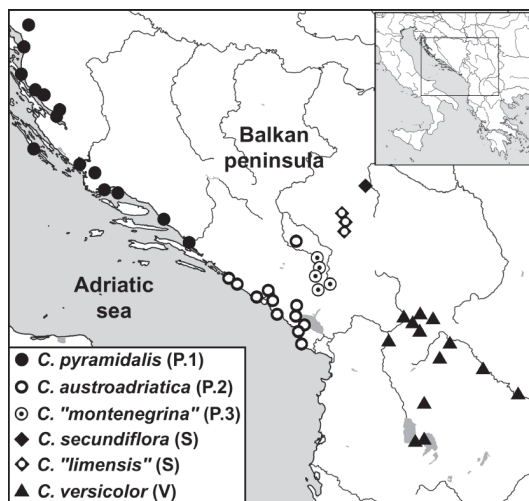 Balkan
peninsula
Adriatic
sea
C. pyramidalis (P.1)
C. austroadriatica (P.2)
C. "montenegrina" (P.3)
C. secundiflora (S)
C. "limensis" (S)
C. versicolor (V)